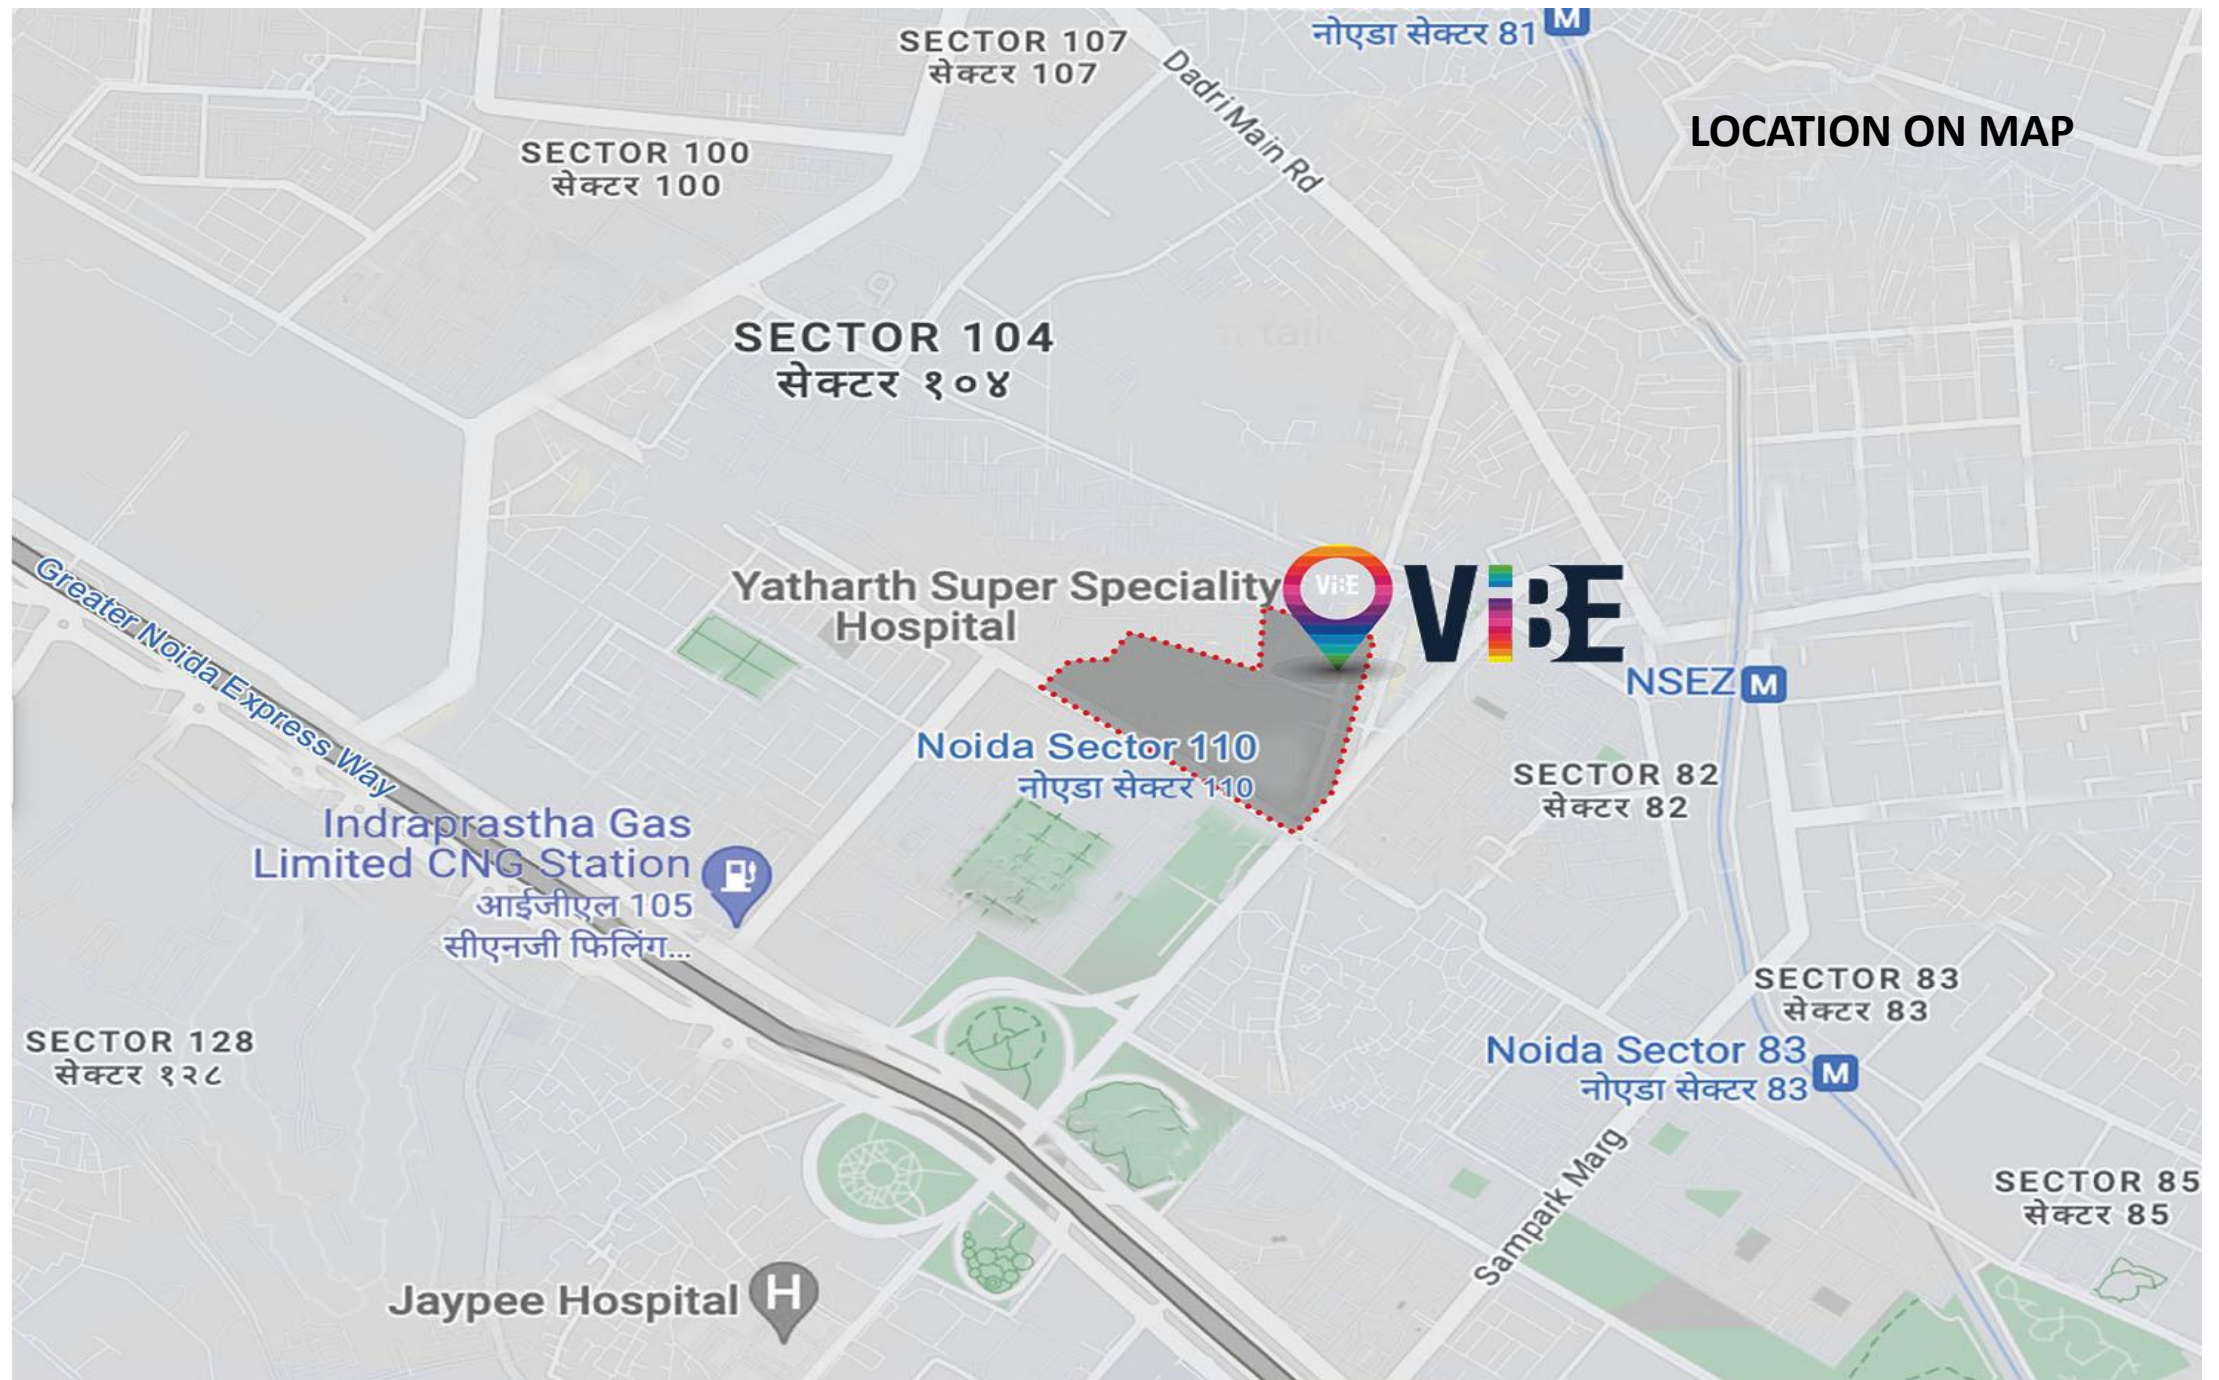 नोएडा सेक्टर 81
M
SECTOR 107
सेक्टर 107
Dadri Main Rd
LOCATION ON MAP
SECTOR 100
सेक्टर 100
SECTOR 104
सेक्टर १०४
Yatharth Super Speciality
Hospital
ViBE
ViBE
Greater Noida Express Way
NSEZ M
Noida Sector 110
नोएडा सेक्टर 110
SECTOR 82
सेक्टर 82
Indraprastha Gas
Limited CNG Station
आईजीएल 105
सीएनजी फिलिंग...
SECTOR 83
सेक्टर 83
SECTOR 128
सेक्टर १२८
Noida Sector 83
नोएडा सेक्टर 83
M
Sampark Marg
SECTOR 85
सेक्टर 85
Jaypee Hospital H